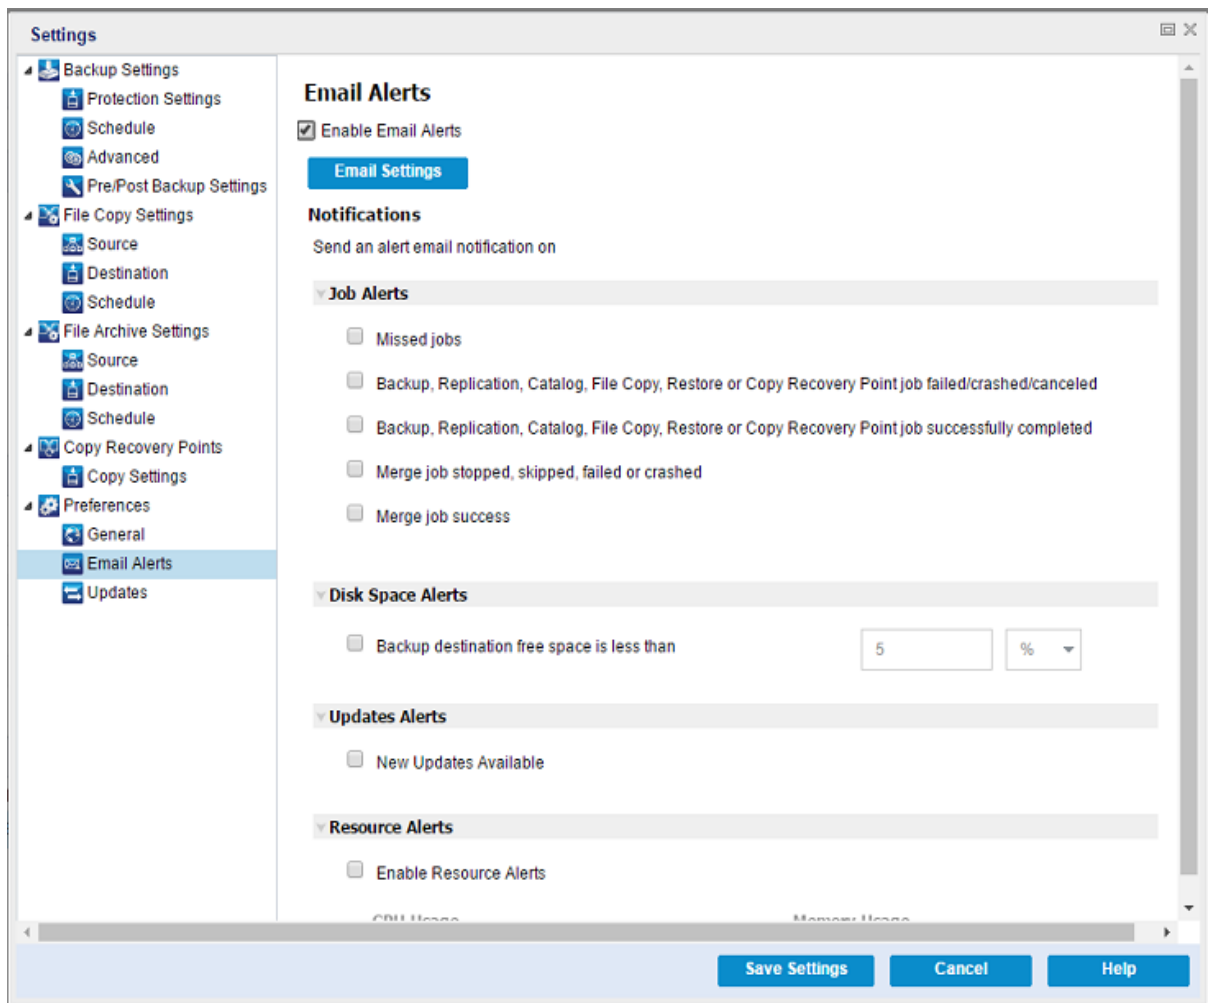 Settings
Backup Settings
Protection Settings
Schedule
Advanced
Pre/Post Backup Settings
File Copy Settings
Source
Destination
Schedule
File Archive Settings
Source
Destination
Schedule
Copy Recovery Points
Copy Settings
Preferences
General
Email Alerts
Updates
Email Alerts
Enable Email Alerts
Email Settings
Notifications
Send an alert email notification on
Job Alerts
Missed jobs
Backup, Replication, Catalog, File Copy, Restore or Copy Recovery Point job failed/crashed/canceled
Backup, Replication, Catalog, File Copy, Restore or Copy Recovery Point job successfully completed
Merge job stopped, skipped, failed or crashed
Merge job success
Disk Space Alerts
Backup destination free space is less than 5 %
Updates Alerts
New Updates Available
Resource Alerts
Enable Resource Alerts
CPU Usage Memory Usage
Save Settings Cancel Help